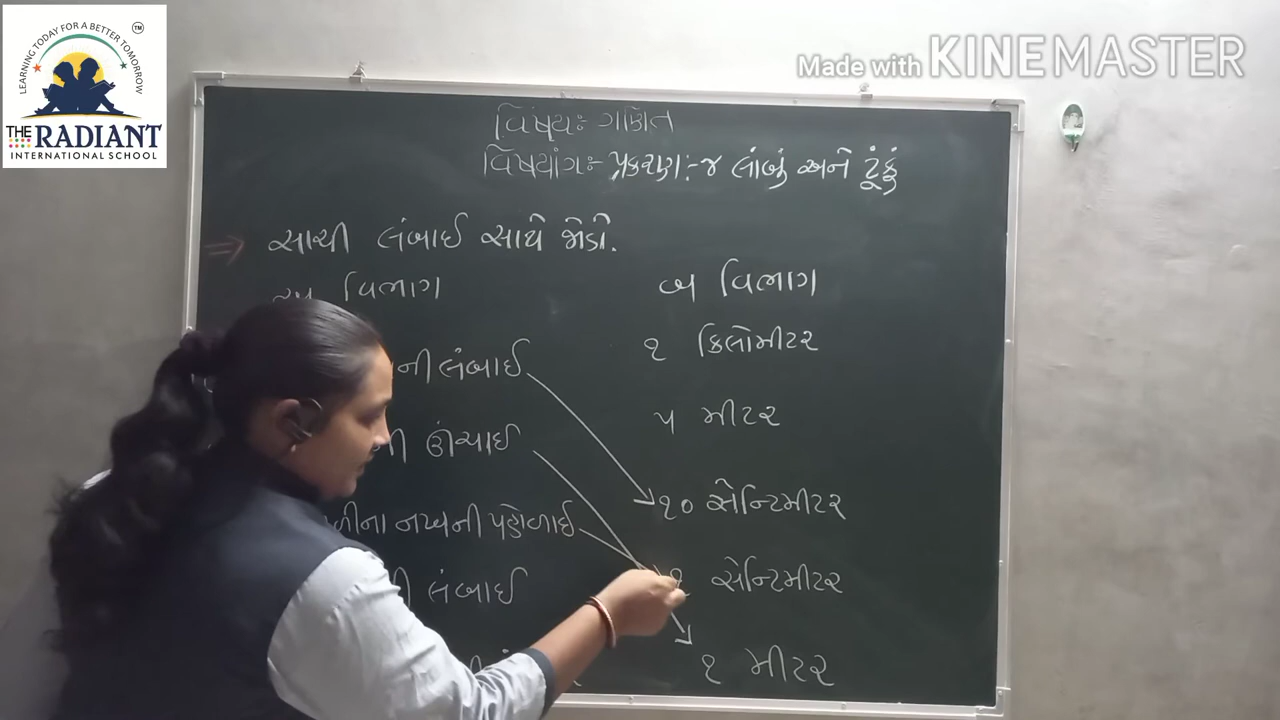 LEARNING TODAY FOR A BETTER TOMORROW
TM
THE RADIANT
INTERNATIONAL SCHOOL
Made with KINEMASTER
વિષય:- ગણિત
વિષયાંગ:- પ્રકરણ:-૪ લાંબું અને ટૂંકું
સાચી લંબાઈ સાથે જોડો.
વિભાગ
બ વિભાગ
ની લંબાઈ
૧ કિલોમીટર
ની ઊંચાઈ
૫ મીટર
૧૦ સેન્ટિમીટર
ળીના નખની પહોળાઈ
૧ સેન્ટિમીટર
ની લંબાઈ
૧ મીટર